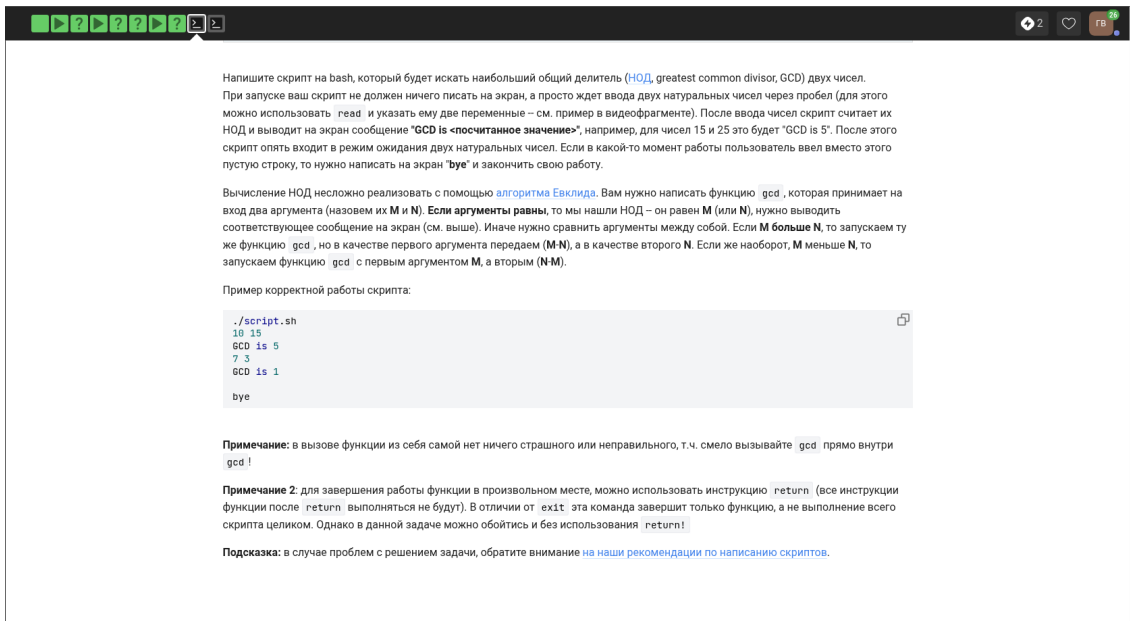 2
ГВ
26
Напишите скрипт на bash, который будет искать наибольший общий делитель (НОД, greatest common divisor, GCD) двух чисел.
При запуске ваш скрипт не должен ничего писать на экран, а просто ждет ввода двух натуральных чисел через пробел (для этого
можно использовать read и указать ему две переменные – см. пример в видеофрагменте). После ввода чисел скрипт считает их
НОД и выводит на экран сообщение "GCD is <посчитанное значение>", например, для чисел 15 и 25 это будет "GCD is 5". После этого
скрипт опять входит в режим ожидания двух натуральных чисел. Если в какой-то момент работы пользователь ввел вместо этого
пустую строку, то нужно написать на экран "bye" и закончить свою работу.
Вычисление НОД несложно реализовать с помощью алгоритма Евклида. Вам нужно написать функцию gcd, которая принимает на
вход два аргумента (назовем их M и N). Если аргументы равны, то мы нашли НОД – он равен M (или N), нужно выводить
соответствующее сообщение на экран (см. выше). Иначе нужно сравнить аргументы между собой. Если M больше N, то запускаем ту
же функцию gcd, но в качестве первого аргумента передаем (M-N), а в качестве второго N. Если же наоборот, M меньше N, то
запускаем функцию gcd с первым аргументом M, а вторым (N-M).
Пример корректной работы скрипта:
./script.sh
10 15
GCD is 5
7 3
GCD is 1
bye
Примечание: в вызове функции из себя самой нет ничего страшного или неправильного, т.ч. смело вызывайте gcd прямо внутри
gcd!
Примечание 2: для завершения работы функции в произвольном месте, можно использовать инструкцию return (все инструкции
функции после return выполняться не будут). В отличии от exit эта команда завершит только функцию, а не выполнение всего
скрипта целиком. Однако в данной задаче можно обойтись и без использования return!
Подсказка: в случае проблем с решением задачи, обратите внимание на наши рекомендации по написанию скриптов.